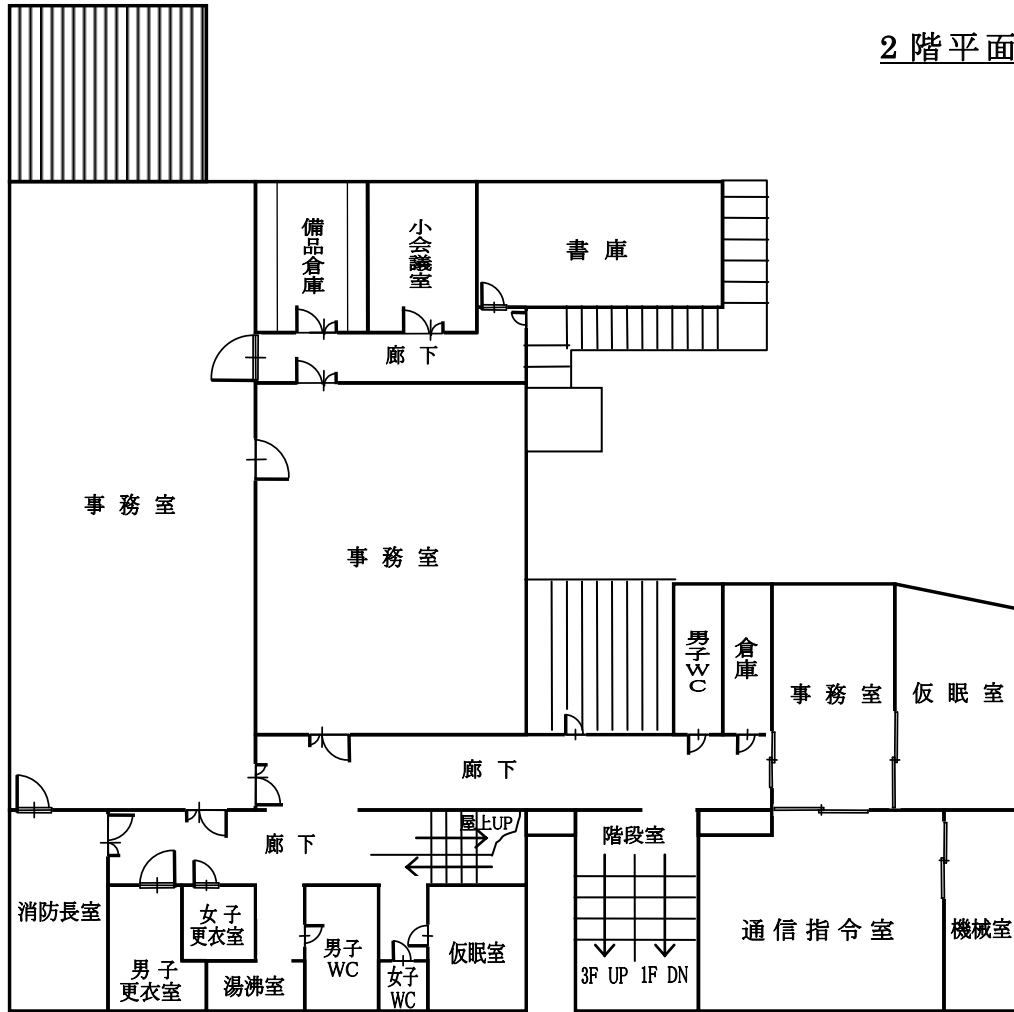 2階平面
備品倉庫
小会議室
書庫
廊下
事務室
事務室
男子WC
倉庫
事務室
仮眠室
廊下
屋上UP
階段室
廊下
消防長室
女子
更衣室
男子
WC
仮眠室
通信指令室
機械室
男子
更衣室
湯沸室
女子
WC
3F UP 1F DN